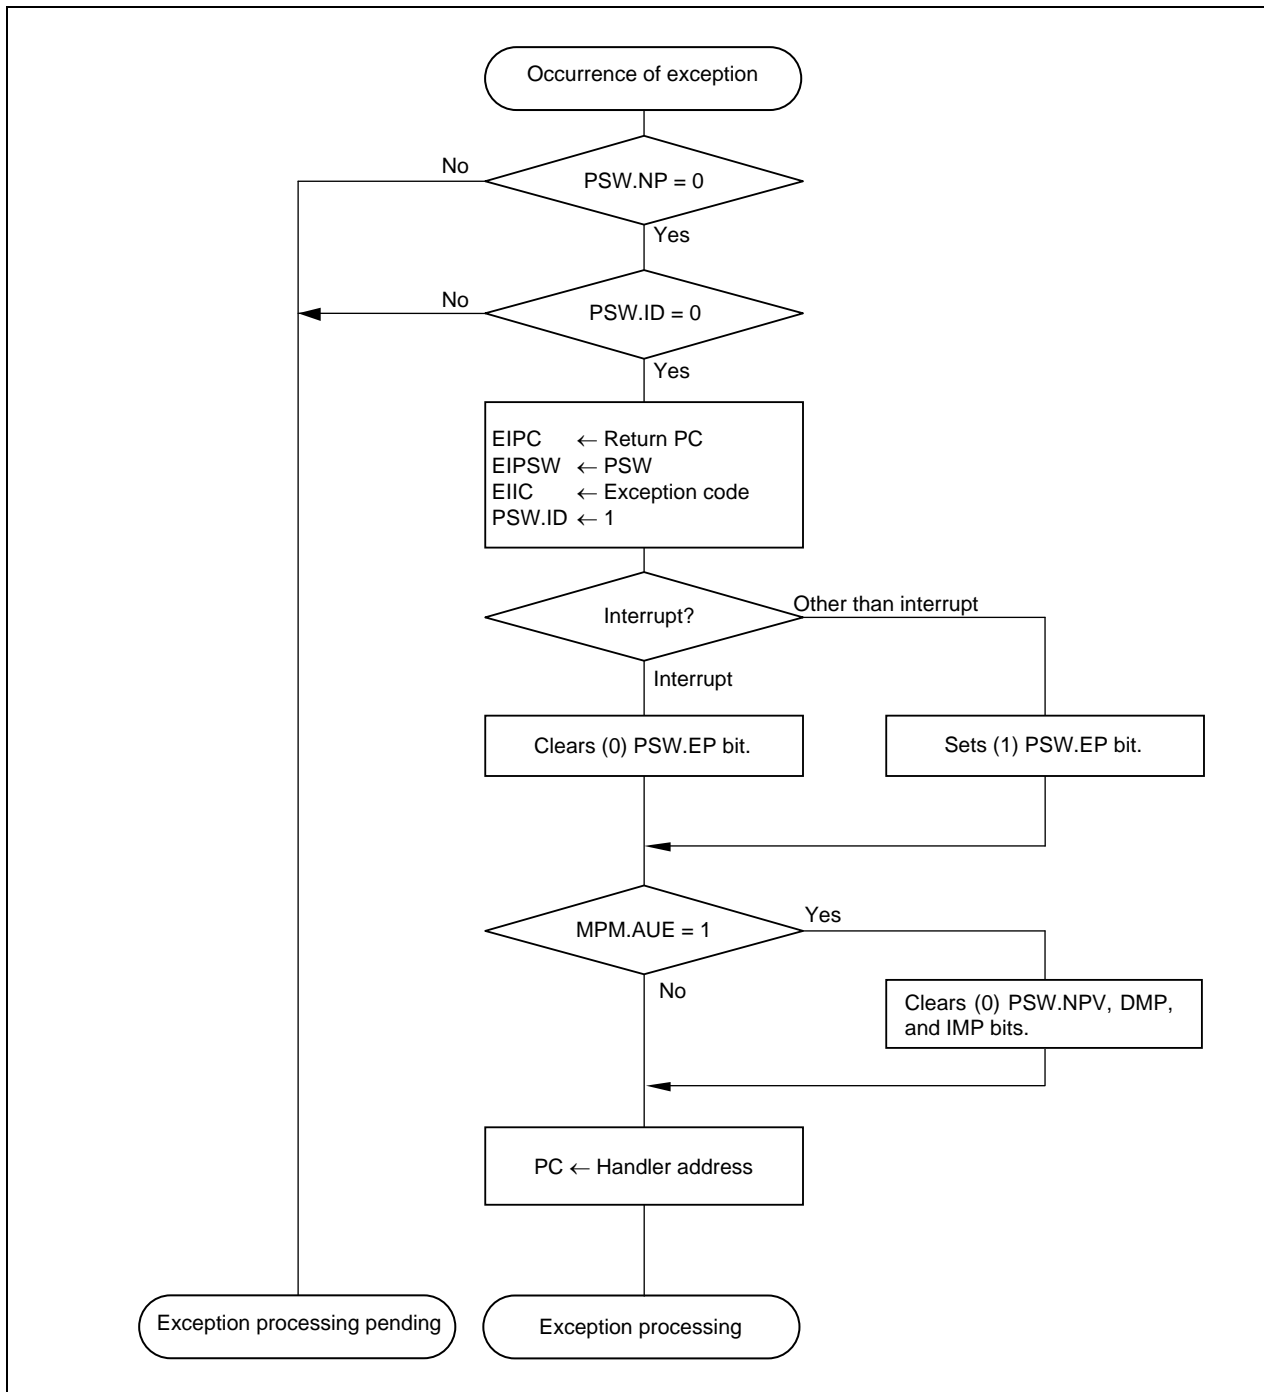 Occurrence of exception
No
PSW.NP = 0
Yes
No
PSW.ID = 0
Yes
EIPC ← Return PC
EIPSW ← PSW
EIIC ← Exception code
PSW.ID ← 1
Interrupt?
Other than interrupt
Interrupt
Clears (0) PSW.EP bit.
Sets (1) PSW.EP bit.
MPM.AUE = 1
Yes
No
Clears (0) PSW.NPV, DMP,
and IMP bits.
PC ← Handler address
Exception processing pending
Exception processing